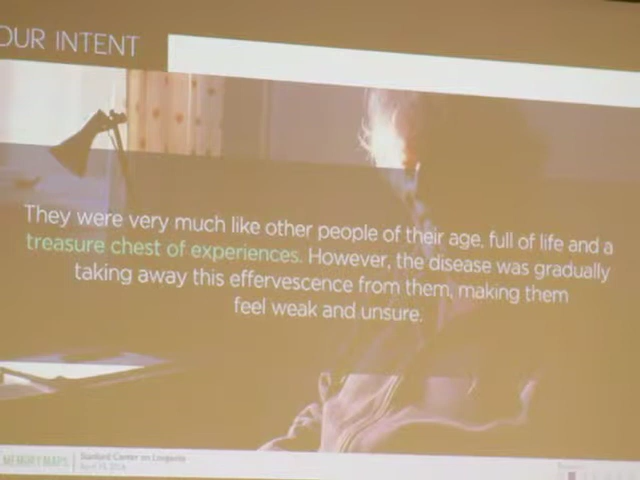 OUR INTENT
They were very much like other people of their age, full of life and a
treasure chest of experiences. However, the disease was gradually
taking away this effervescence from them, making them
feel weak and unsure.
MEMORY MAPS
Stanford Center on Longevity